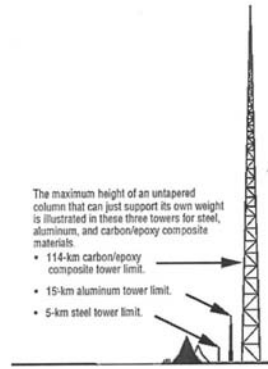 The maximum height of an untapered
column that can just support its own weight
is illustrated in these three towers for steel,
aluminum, and carbon/epoxy composite
materials.
• 114-km carbon/epoxy
composite tower limit.
• 15-km aluminum tower limit.
• 5-km steel tower limit.